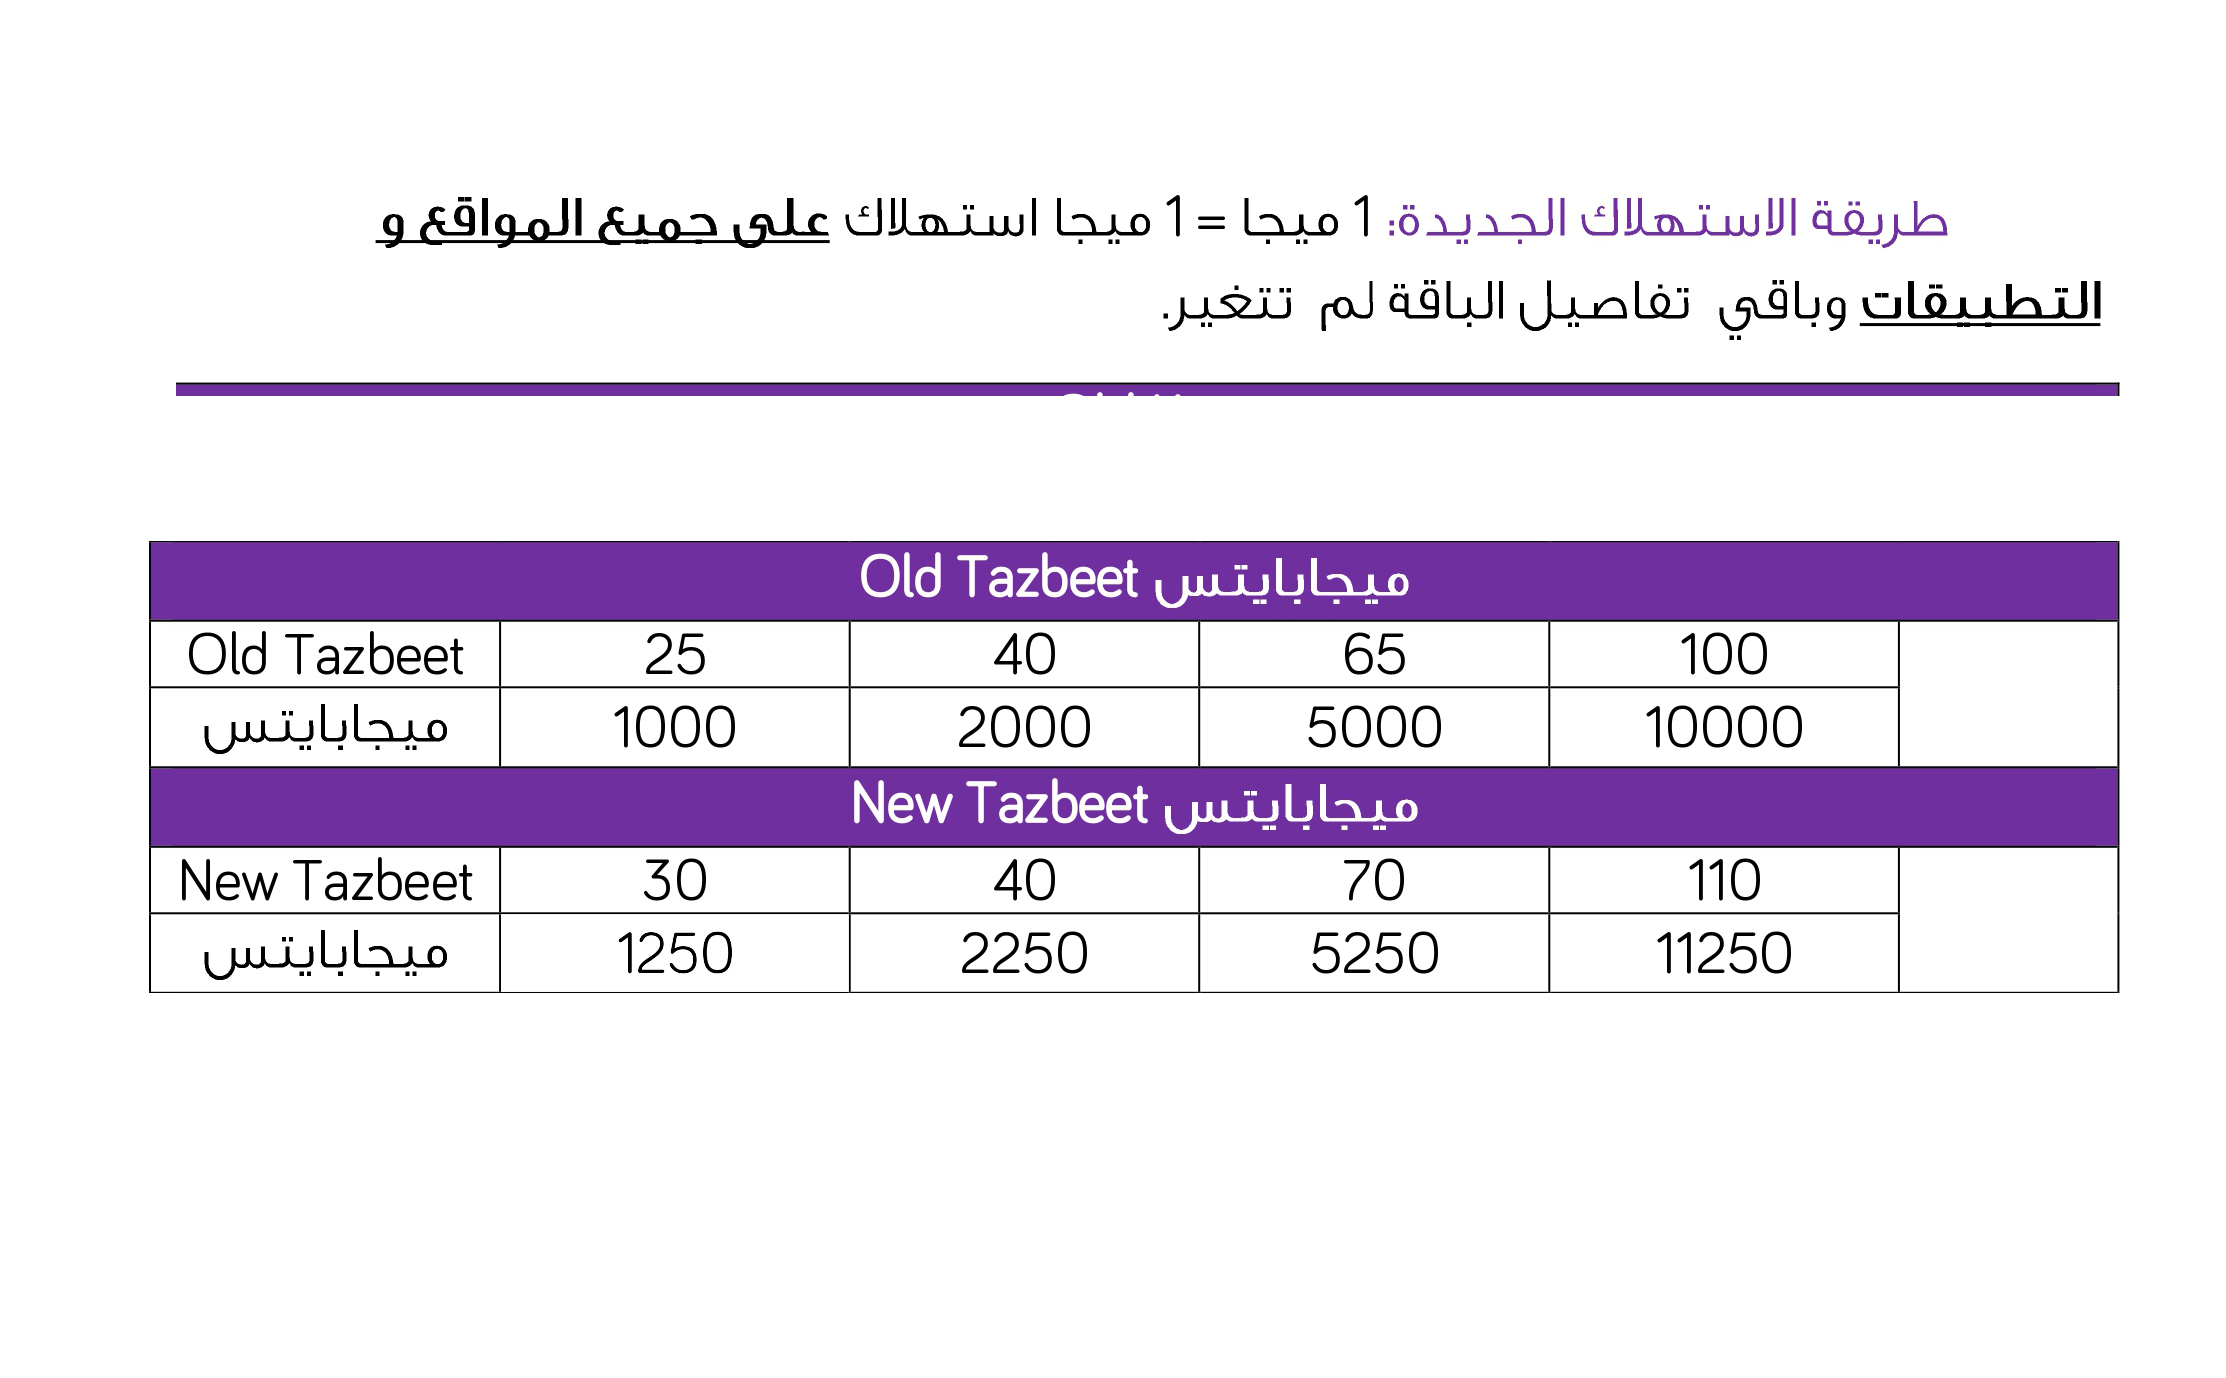 طريقة الاستهلاك الجديدة: 1 ميجا = 1 ميجا استهلاك على جميع المواقع و
التطبيقات وباقي تفاصيل الباقة لم تتغير.
Old Tazbeet ميجابايتس
Old Tazbeet 25 40 65 100
ميجابايتس 1000 2000 5000 10000
New Tazbeet ميجابايتس
New Tazbeet 30 40 70 110
ميجابايتس 1250 2250 5250 11250